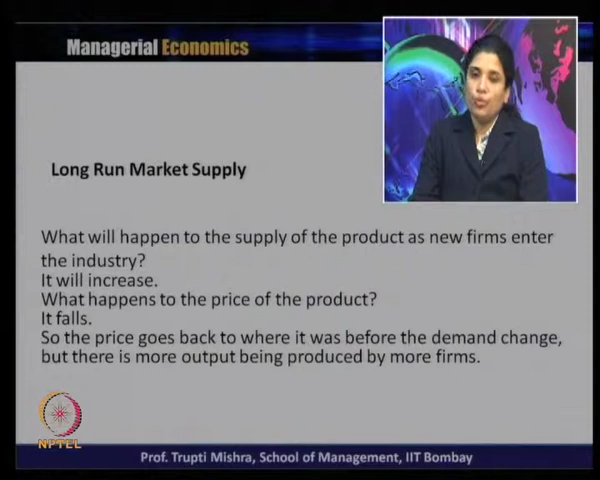 Managerial Economics
Long Run Market Supply
What will happen to the supply of the product as new firms enter
the industry?
It will increase.
What happens to the price of the product?
It falls.
So the price goes back to where it was before the demand change,
but there is more output being produced by more firms.
NPTEL
Prof. Trupti Mishra, School of Management, IIT Bombay